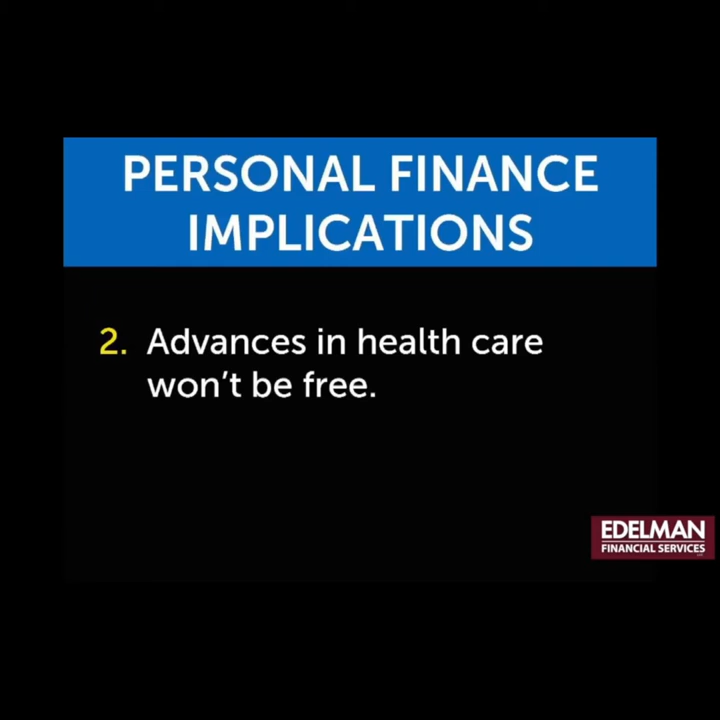 PERSONAL FINANCE
IMPLICATIONS
2. Advances in health care
won't be free.
EDELMAN
FINANCIAL SERVICES